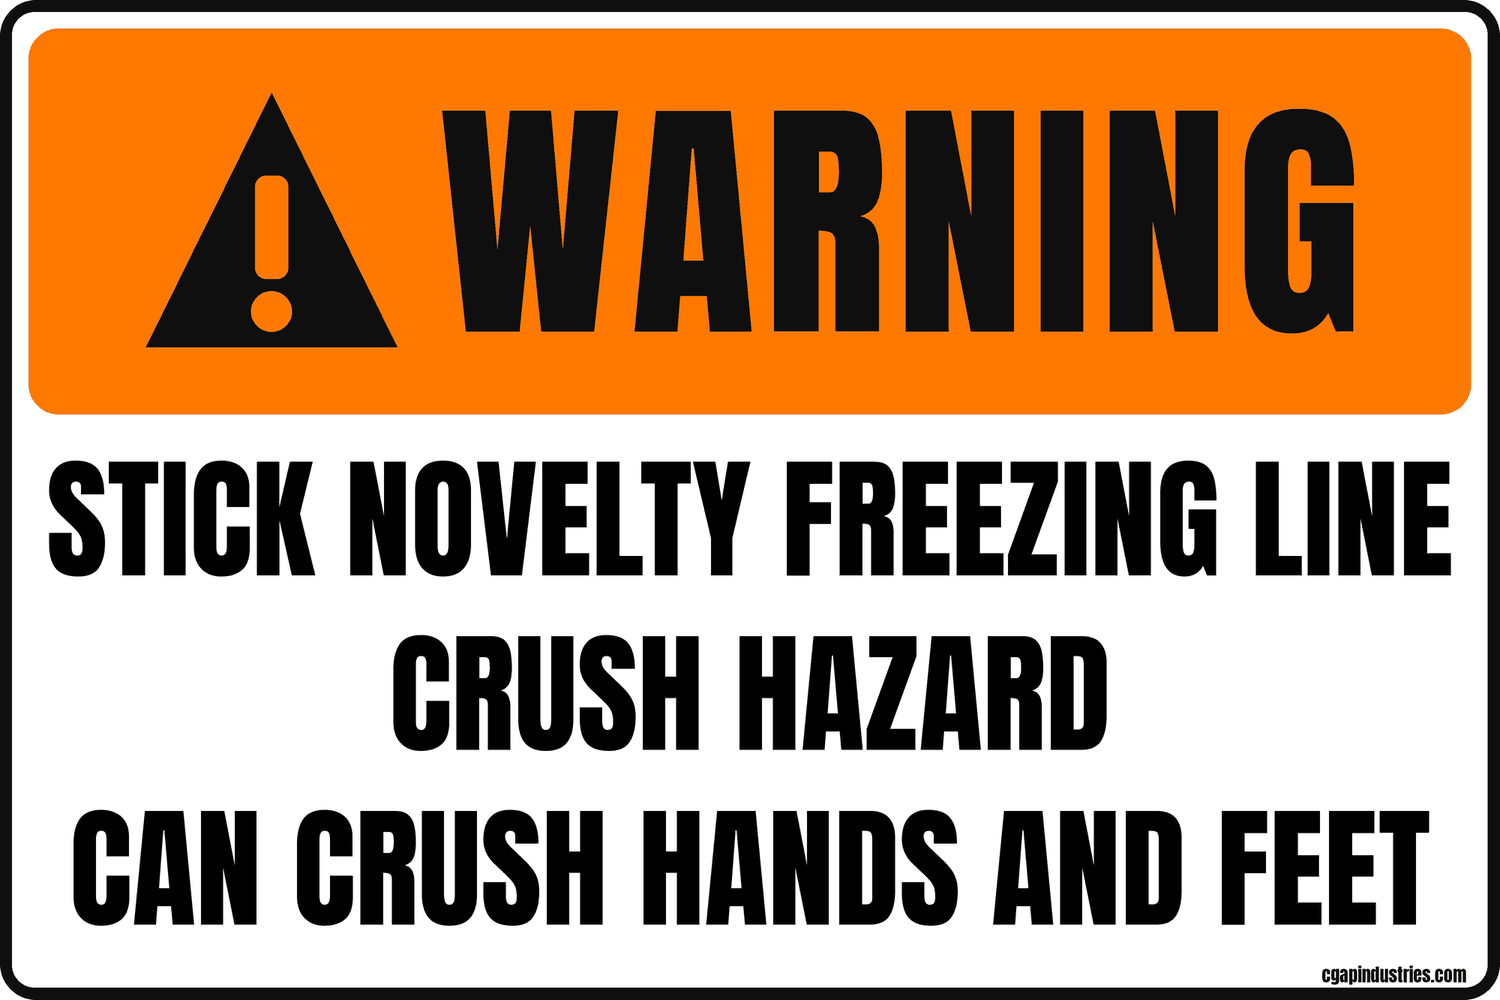 WARNING
STICK NOVELTY FREEZING LINE
CRUSH HAZARD
CAN CRUSH HANDS AND FEET
cgapindustries.com